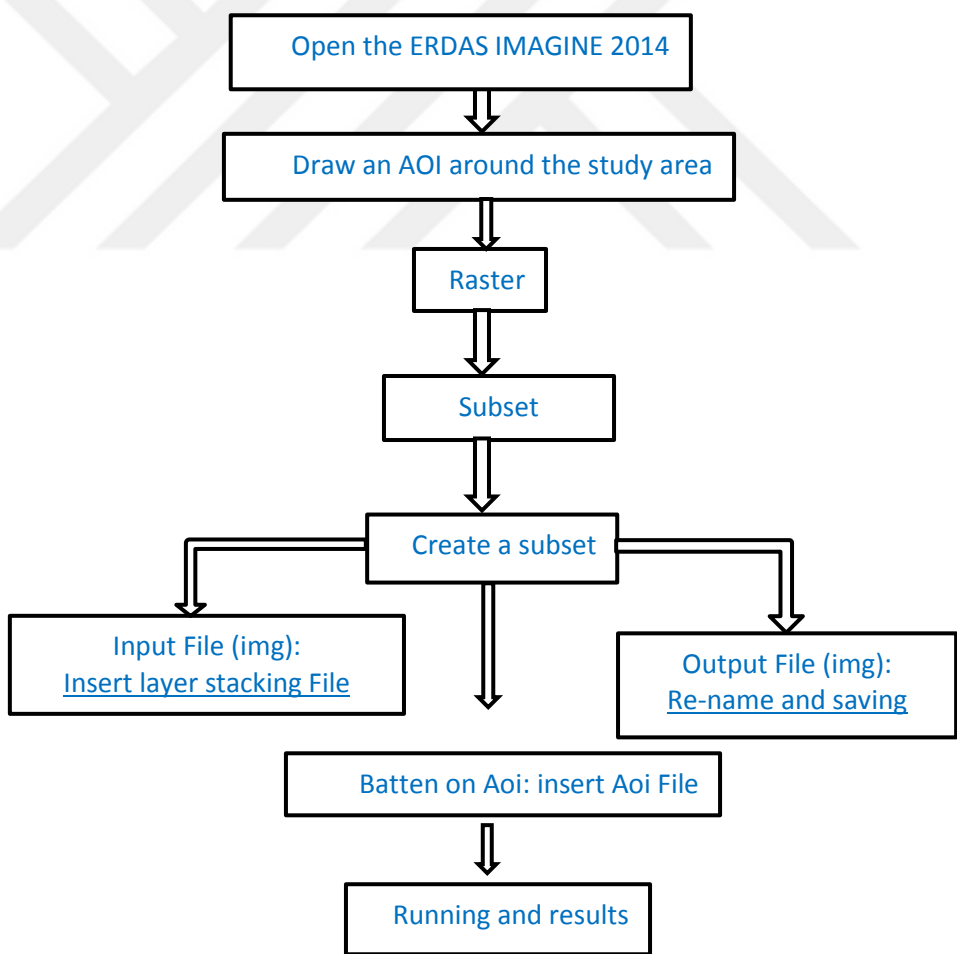 Open the ERDAS IMAGINE 2014
Draw an AOI around the study area
Raster
Subset
Create a subset
Input File (img):
Insert layer stacking File
Output File (img):
Re-name and saving
Batten on Aoi: insert Aoi File
Running and results